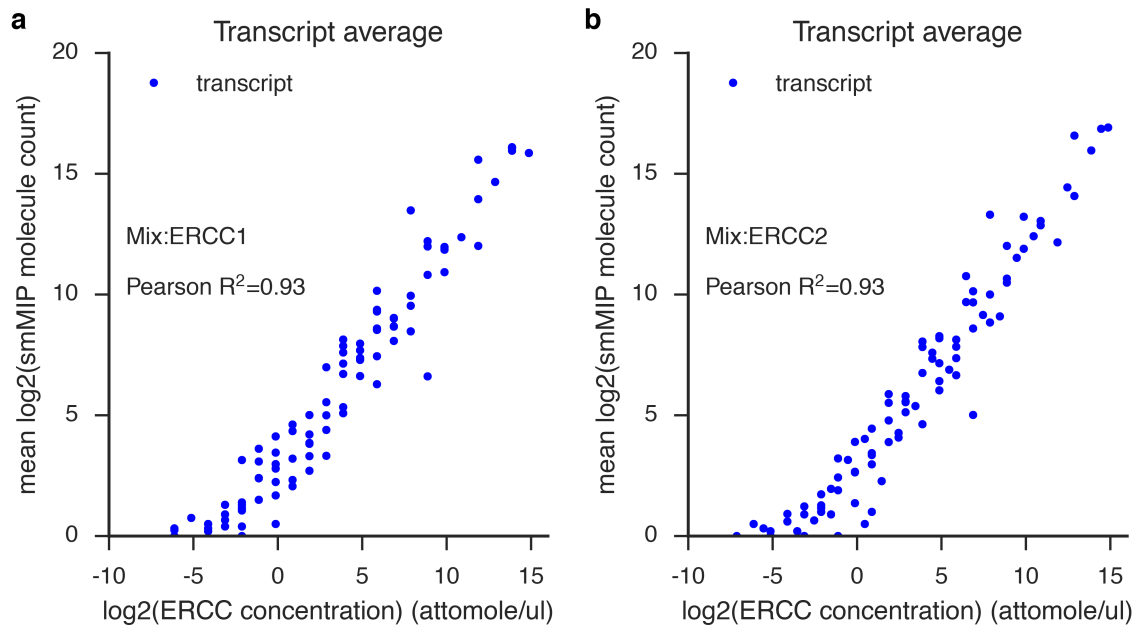 a
Transcript average
transcript
Mix:ERCC1
Pearson R²=0.93
mean log2(smMIP molecule count)
20
15
10
5
0
-10 -5 0 5 10 15
log2(ERCC concentration) (attomole/ul)
b
Transcript average
transcript
Mix:ERCC2
Pearson R²=0.93
mean log2(smMIP molecule count)
20
15
10
5
0
-10 -5 0 5 10 15
log2(ERCC concentration) (attomole/ul)